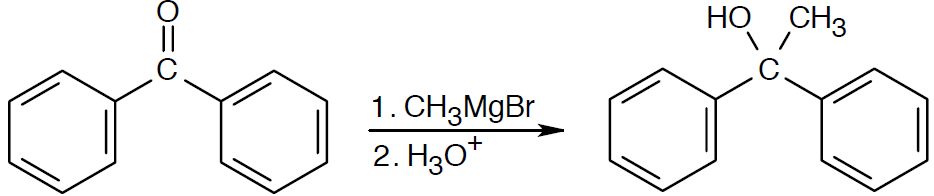 O
C
1. CH₃MgBr
2. H₃O⁺
HO CH₃
C